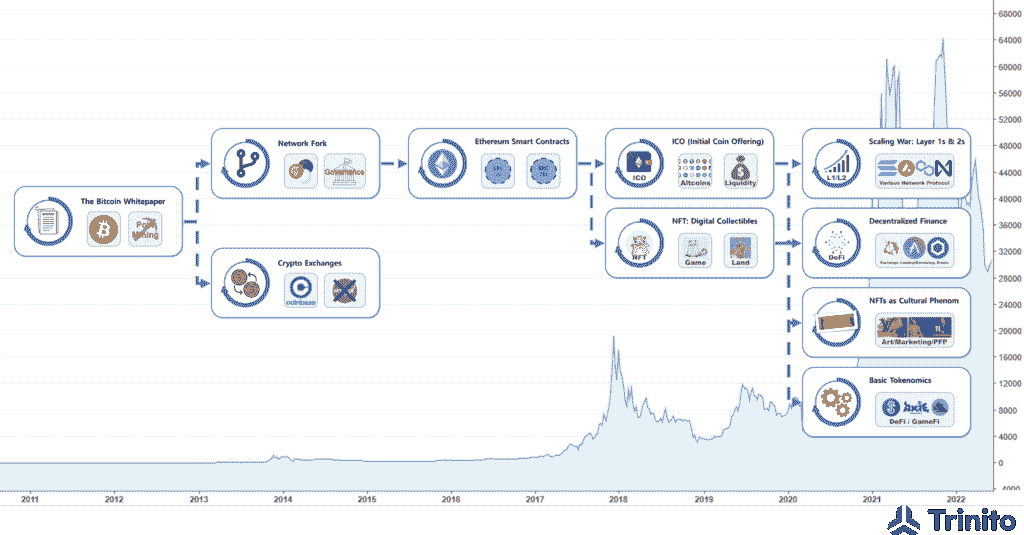 The Bitcoin Whitepaper
PoW
Mining
Network Fork
Governance
Crypto Exchanges
coinbase
Ethereum Smart Contracts
ICO (Initial Coin Offering)
ICO
Altcoins
Liquidity
NFT: Digital Collectibles
NFT
Game
Land
Scaling War: Layer 1s & 2s
L1/L2
Various Network Protocol
Decentralized Finance
DeFi
NFTs as Cultural Phenom
Art/Marketing/PFP
Basic Tokenomics
AXIE
DeFi / GameFi
68000
64000
60000
56000
52000
48000
44000
40000
36000
32000
28000
24000
20000
16000
12000
8000
4000
0
-4000
2011
2012
2013
2014
2015
2016
2017
2018
2019
2020
2021
2022
Trinito